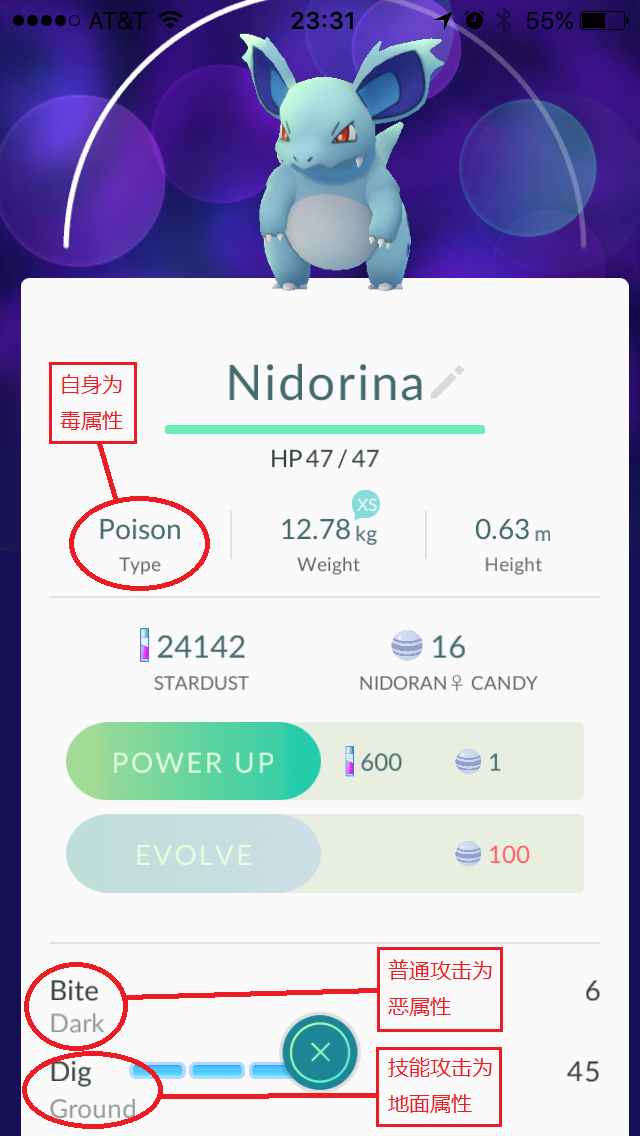 AT&T 23:31 55%
Nidorina
自身为
毒属性
HP 47 / 47
XS
Poison 12.78 kg 0.63 m
Type Weight Height
24142 16
STARDUST NIDORAN♀ CANDY
POWER UP 600 1
EVOLVE 100
普通攻击为
恶属性
Bite 6
Dark
技能攻击为
地面属性
Dig 45
Ground